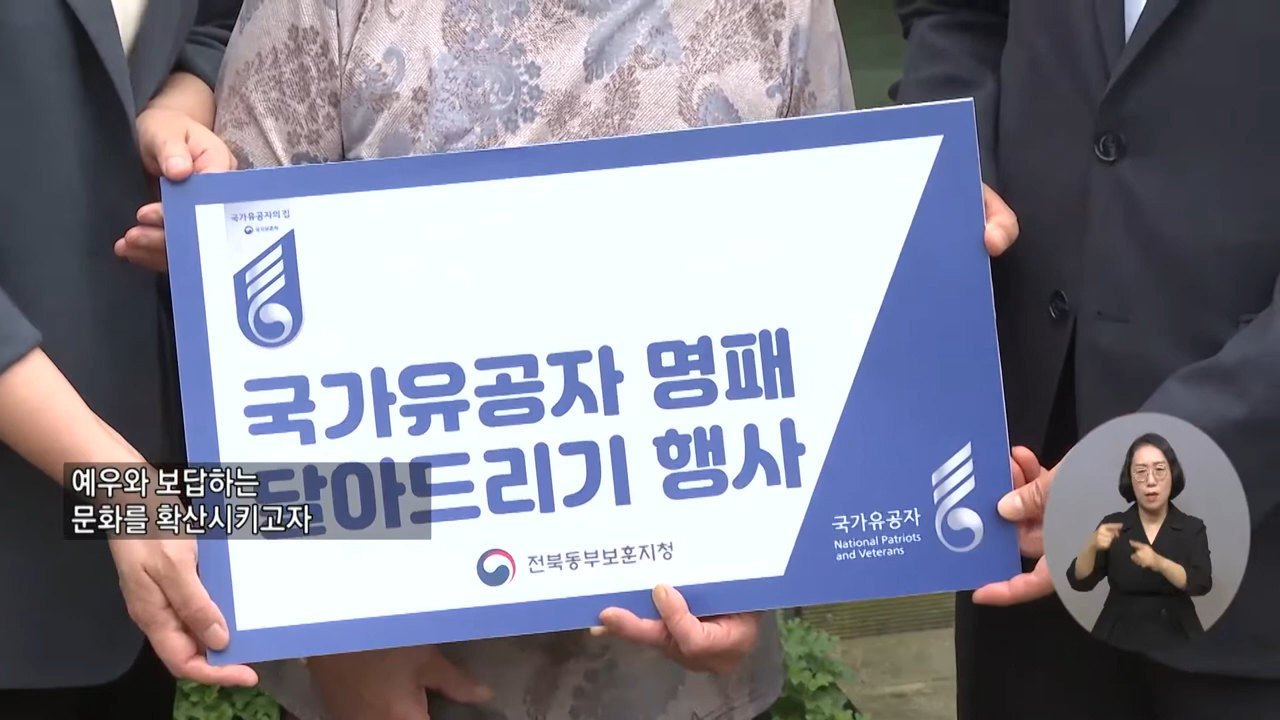 국가유공자의 집
국가보훈처
국가유공자 명패
달아드리기 행사
전북동부보훈지청
국가유공자
National Patriots
and Veterans
예우와 보답하는
문화를 확산시키고자